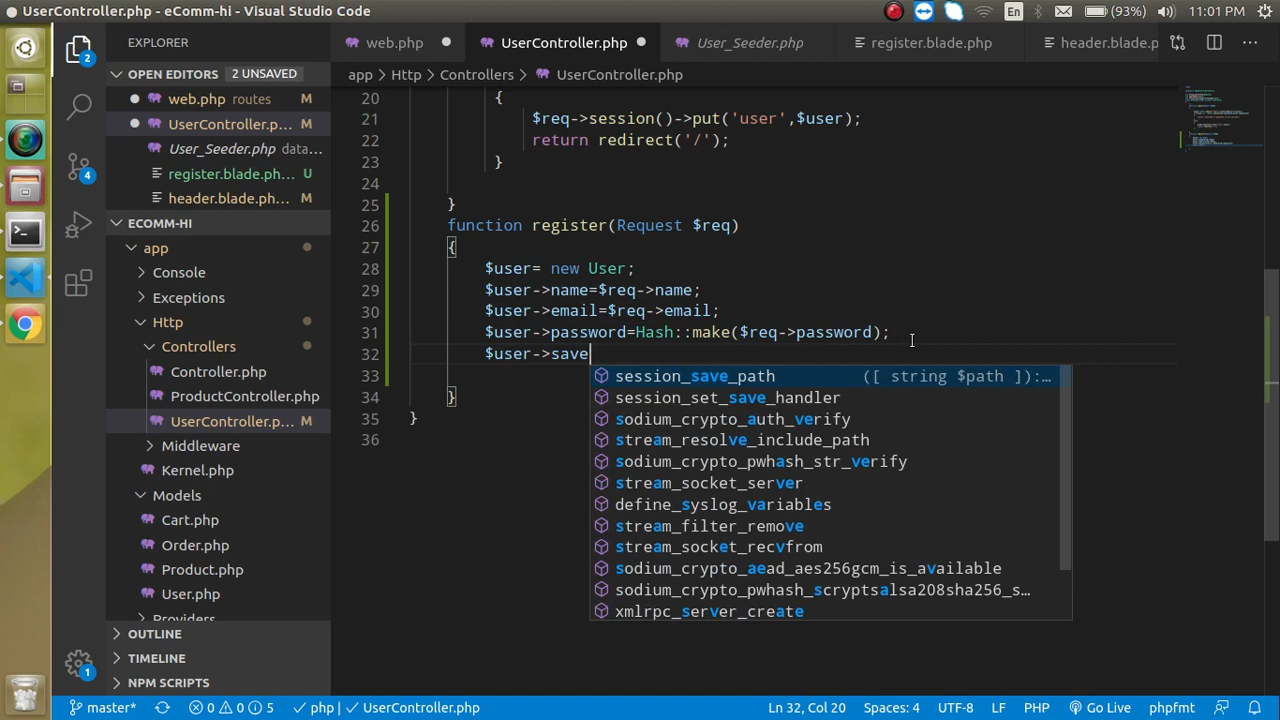 UserController.php - eComm-hi - Visual Studio Code
En (93%) 11:01 PM
EXPLORER
web.php
UserController.php
User_Seeder.php
register.blade.php
header.blade.p
OPEN EDITORS 2 UNSAVED
web.php routes M
UserController.p... M
User_Seeder.php data...
register.blade.ph... U
header.blade.ph... M
ECOMM-HI
app
Console
Exceptions
Http
Controllers
Controller.php
ProductController.php
UserController.p... M
Middleware
Kernel.php
Models
Cart.php
Order.php
Product.php
User.php
Providers
OUTLINE
TIMELINE
NPM SCRIPTS
2
4
1
app > Http > Controllers > UserController.php
20 {
21 $req->session()->put('user',$user);
22 return redirect('/');
23 }
24
25 }
26 function register(Request $req)
27 {
28 $user= new User;
29 $user->name=$req->name;
30 $user->email=$req->email;
31 $user->password=Hash::make($req->password);
32 $user->save
33
34 }
35 }
36
session_save_path ([ string $path ]):…
session_set_save_handler
sodium_crypto_auth_verify
stream_resolve_include_path
sodium_crypto_pwhash_str_verify
stream_socket_server
define_syslog_variables
stream_filter_remove
stream_socket_recvfrom
sodium_crypto_aead_aes256gcm_is_available
sodium_crypto_pwhash_scryptsalsa208sha256_s…
xmlrpc_server_create
master* 0 0 5 php | UserController.php Ln 32, Col 20 Spaces: 4 UTF-8 LF PHP Go Live phpfmt